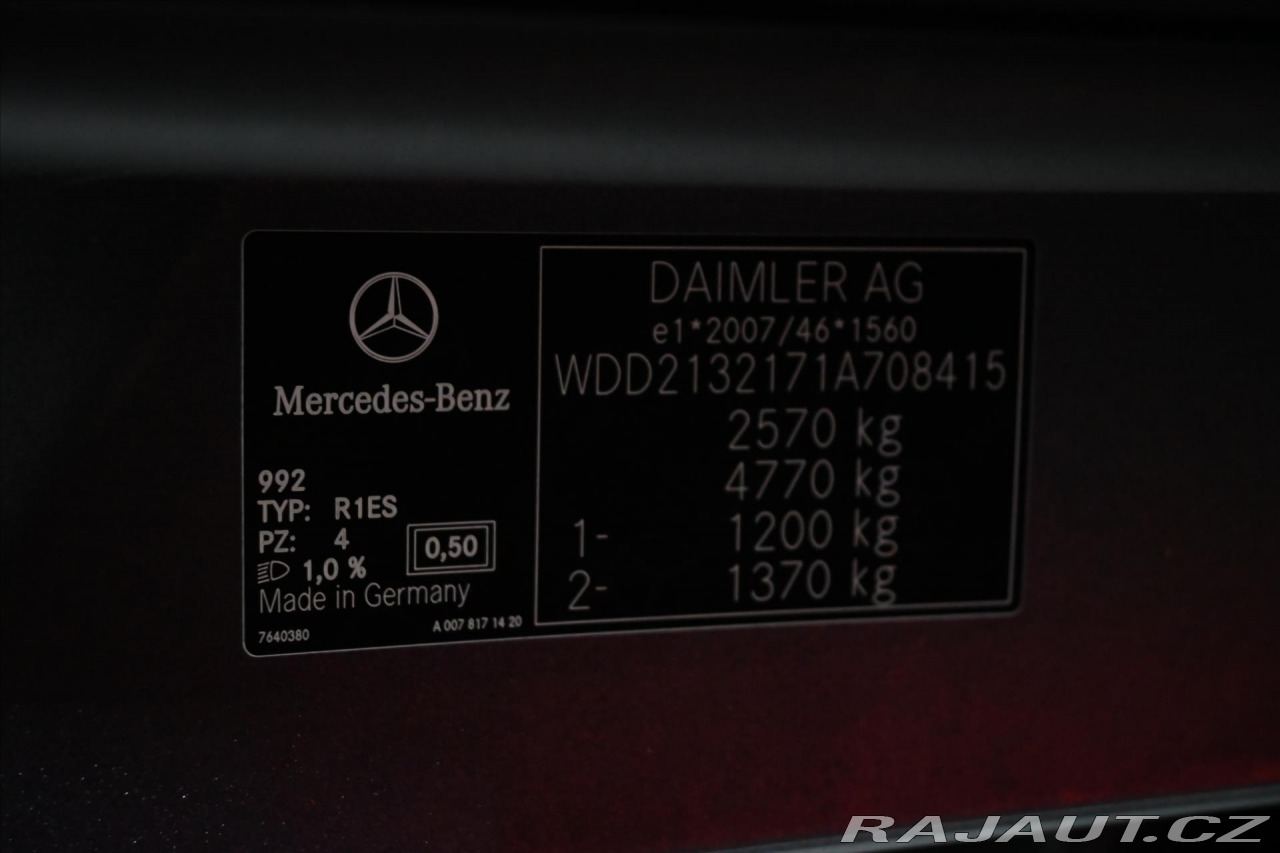 Mercedes-Benz
992
TYP: R1ES
PZ: 4
0,50
1,0 %
Made in Germany
7640380
A 007 817 14 20
DAIMLER AG
e1*2007/46*1560
WDD2132171A708415
2570 kg
4770 kg
1- 1200 kg
2- 1370 kg
RAJAUT.CZ